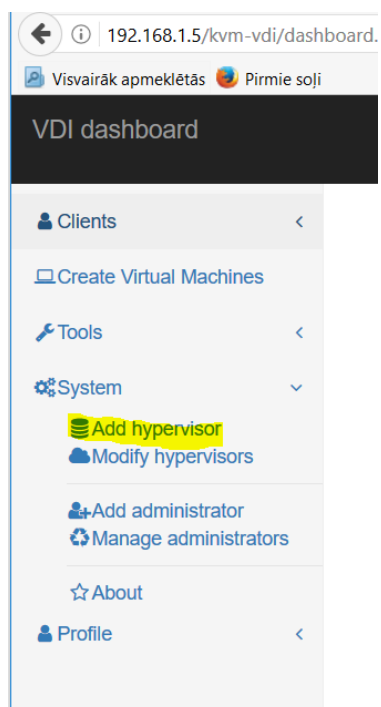 192.168.1.5/kvm-vdi/dashboard.
Visvairāk apmeklētās Pirmie soļi
VDI dashboard
Clients
Create Virtual Machines
Tools
System
Add hypervisor
Modify hypervisors
Add administrator
Manage administrators
About
Profile